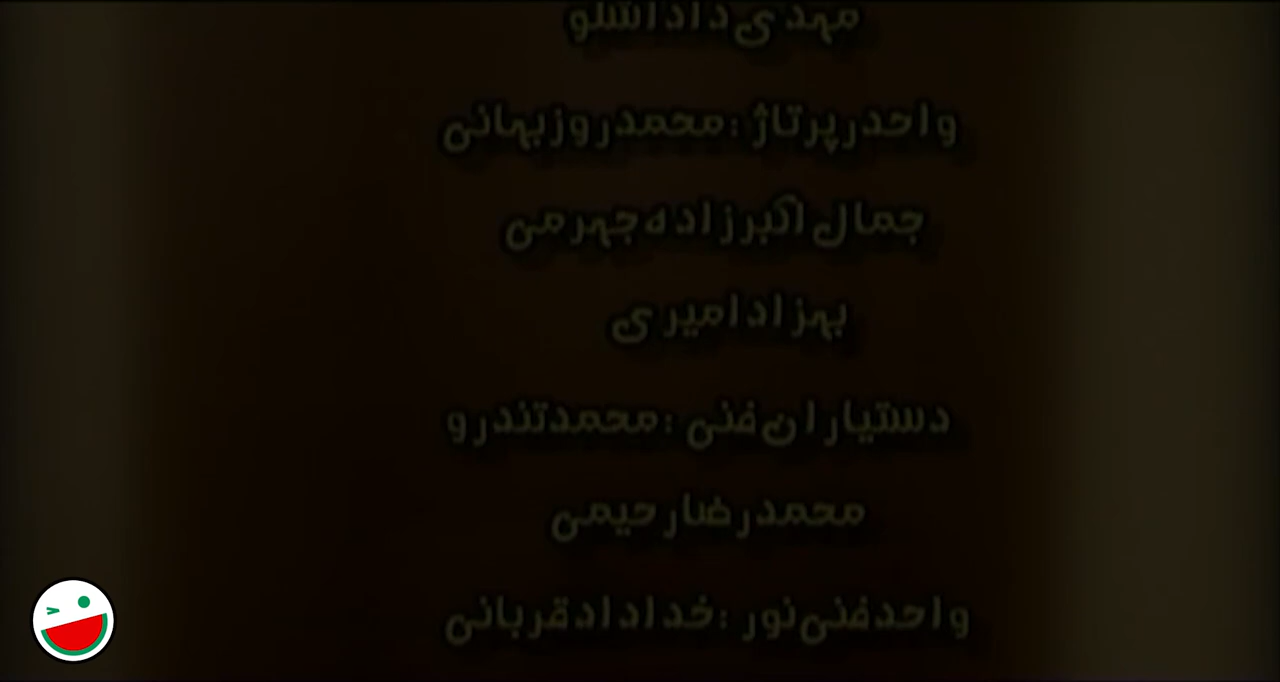 مهدی داداشلو
واحد رپرتاژ : محمد روزبهانی
جمال اکبرزاده جهرمی
بهزاد امیری
دستیاران فنی : محمد تندرو
محمدرضا رحیمی
واحد فنی نور : خداداد قربانی